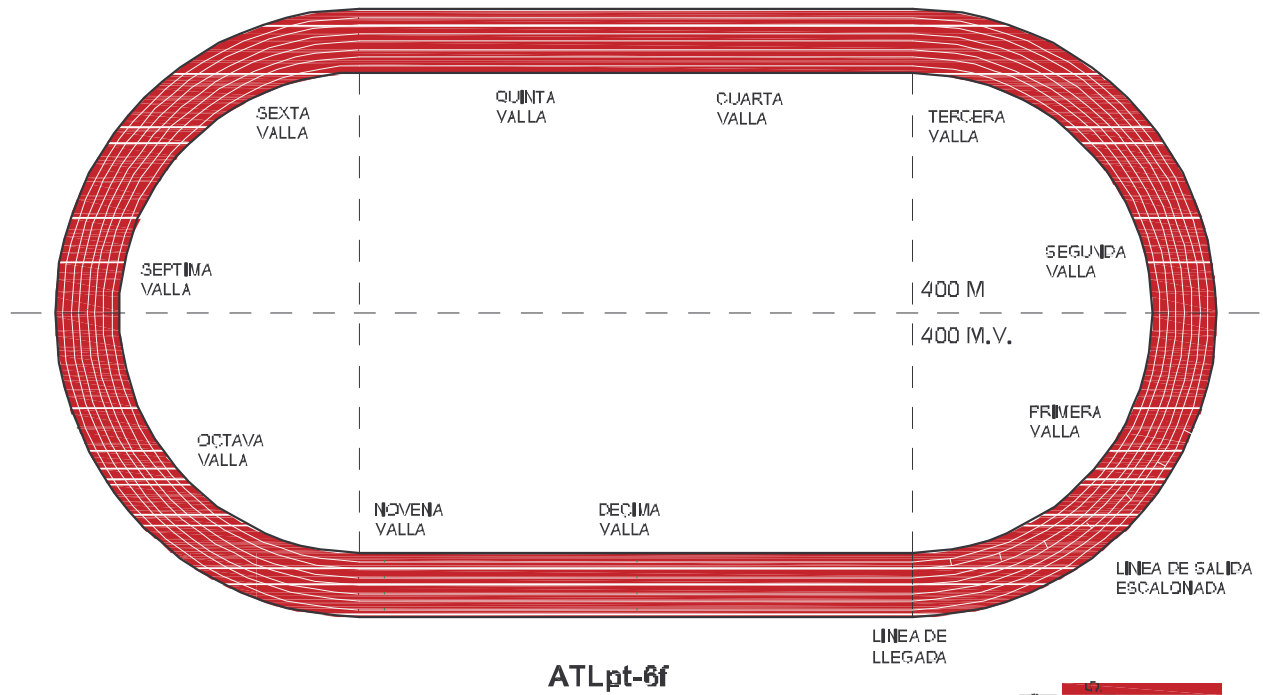 SEXTA
VALLA
QUINTA
VALLA
CUARTA
VALLA
TERCERA
VALLA
SEPTIMA
VALLA
SEGUNDA
VALLA
400 M
400 M.V.
PRIMERA
VALLA
OCTAVA
VALLA
NOVENA
VALLA
DECIMA
VALLA
LINEA DE SALIDA
ESCALONADA
LINEA DE
LLEGADA
ATLpt-6f